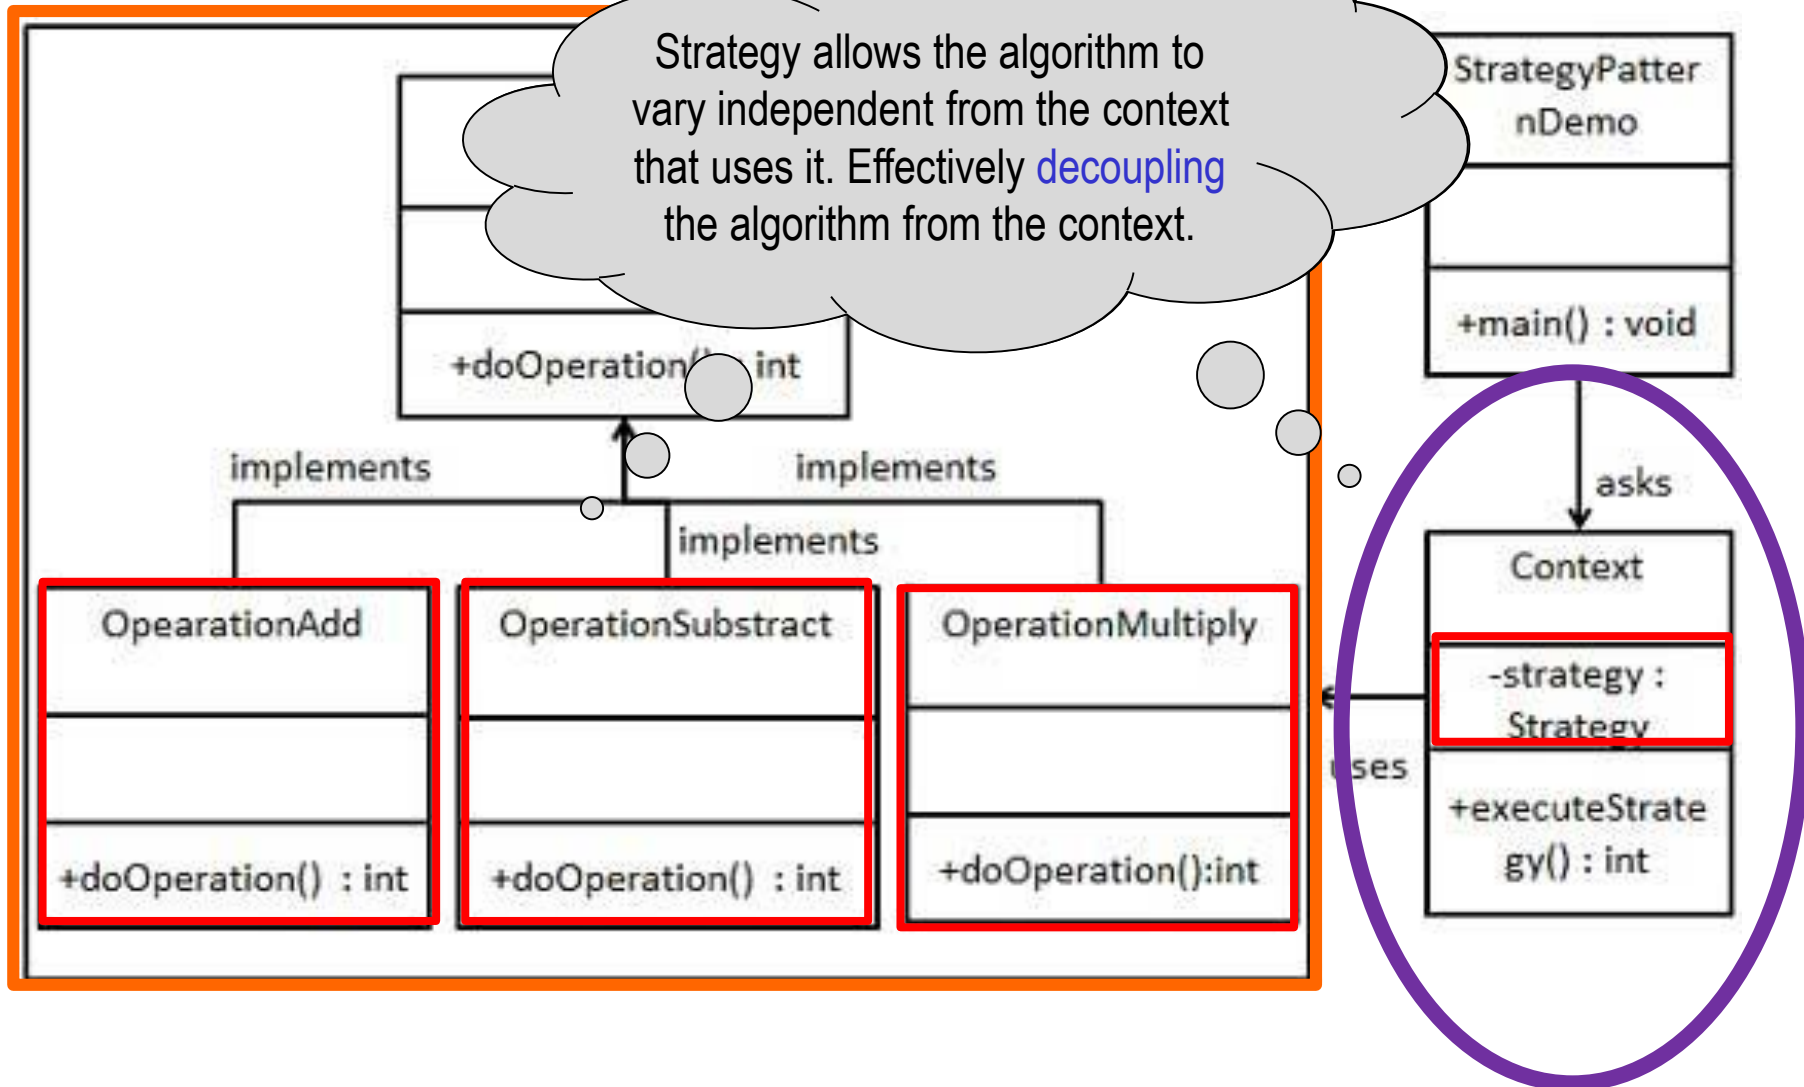 Strategy allows the algorithm to
vary independent from the context
that uses it. Effectively decoupling
the algorithm from the context.
StrategyPatter
nDemo
+main() : void
+doOperation() : int
implements
implements
implements
asks
OpearationAdd
+doOperation() : int
OperationSubstract
+doOperation() : int
OperationMultiply
+doOperation():int
uses
Context
-strategy :
Strategy
+executeStrate
gy() : int